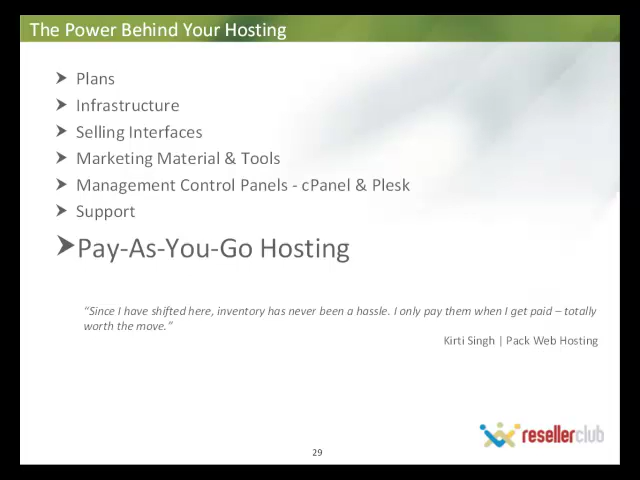 The Power Behind Your Hosting
Plans
Infrastructure
Selling Interfaces
Marketing Material & Tools
Management Control Panels - cPanel & Plesk
Support
Pay-As-You-Go Hosting
“Since I have shifted here, inventory has never been a hassle. I only pay them when I get paid – totally
worth the move.”
Kirti Singh | Pack Web Hosting
resellerclub
29